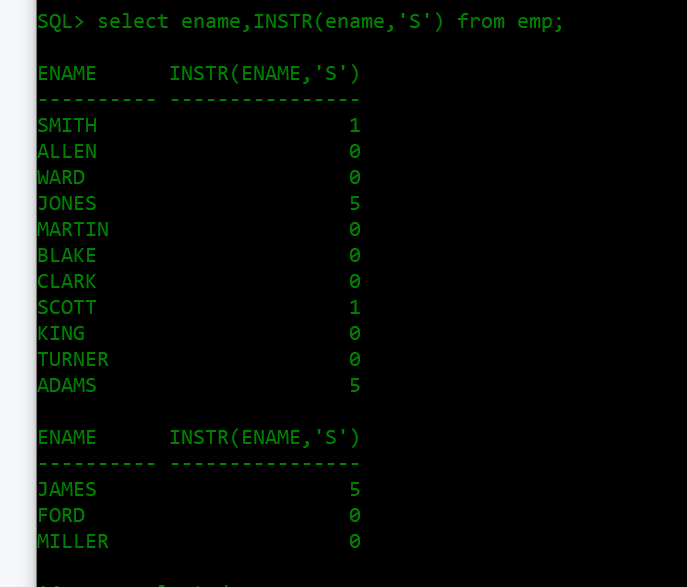 SQL> select ename,INSTR(ename,'S') from emp;
ENAME      INSTR(ENAME,'S')
---------- ----------------
SMITH                     1
ALLEN                     0
WARD                      0
JONES                     5
MARTIN                    0
BLAKE                     0
CLARK                     0
SCOTT                     1
KING                      0
TURNER                    0
ADAMS                     5
ENAME      INSTR(ENAME,'S')
---------- ----------------
JAMES                     5
FORD                      0
MILLER                    0